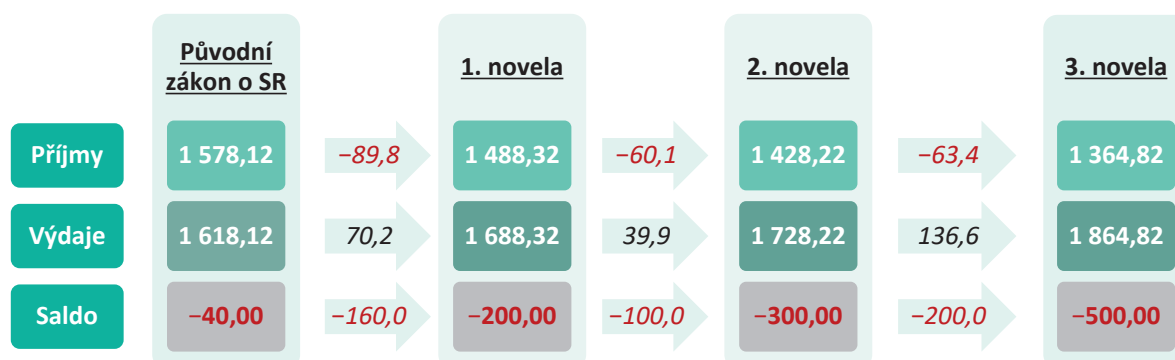 Původní
zákon o SR
1. novela
2. novela
3. novela
Příjmy
1 578,12
−89,8
1 488,32
−60,1
1 428,22
−63,4
1 364,82
Výdaje
1 618,12
70,2
1 688,32
39,9
1 728,22
136,6
1 864,82
Saldo
−40,00
−160,0
−200,00
−100,0
−300,00
−200,0
−500,00